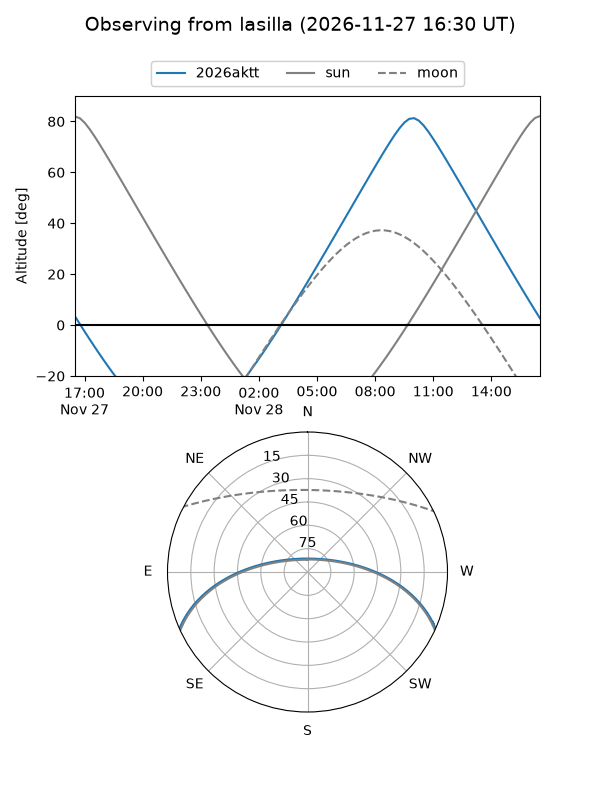 Observing from lasilla (2026-11-27 16:30 UT)
2026aktt sun moon
Altitude [deg]
80
60
40
20
0
−20
17:00 20:00 23:00 02:00 05:00 08:00 11:00 14:00
Nov 27 Nov 28
N
NE NW
15
30
45
60
75
E W
SE SW
S